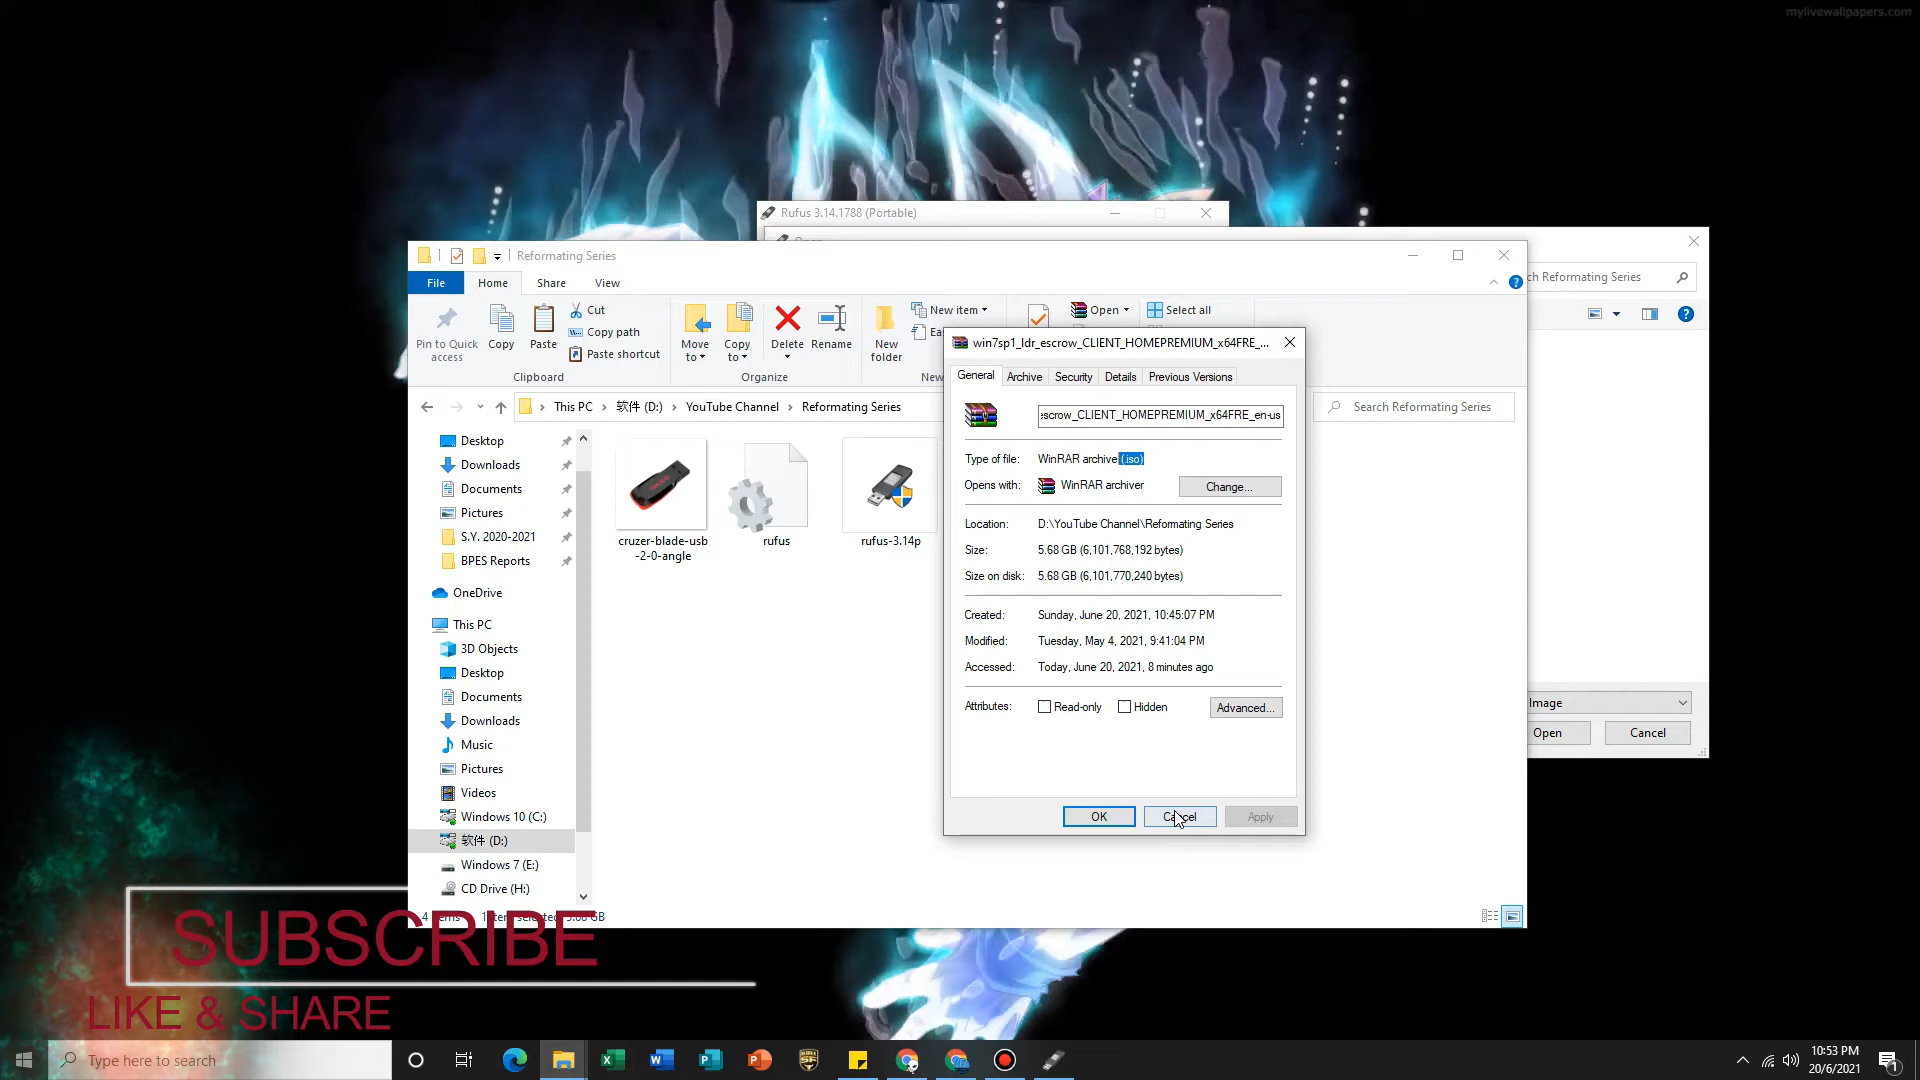 mylivewallpapers.com
Rufus 3.14.1788 (Portable)
Reformating Series
File
Home
Share
View
ch Reformating Series
Pin to Quick
access
Copy
Paste
Cut
Copy path
Paste shortcut
Clipboard
Move
to
Copy
to
Delete
Rename
Organize
New
folder
New item
Ea
New
Open
Select all
This PC
软件 (D:)
YouTube Channel
Reformating Series
Search Reformating Series
Desktop
Downloads
Documents
Pictures
S.Y. 2020-2021
BPES Reports
OneDrive
This PC
3D Objects
Desktop
Documents
Downloads
Music
Pictures
Videos
Windows 10 (C:)
软件 (D:)
Windows 7 (E:)
CD Drive (H:)
cruzer-blade-usb
-2-0-angle
rufus
rufus-3.14p
win7sp1_ldr_escrow_CLIENT_HOMEPREMIUM_x64FRE_...
General
Archive
Security
Details
Previous Versions
escrow_CLIENT_HOMEPREMIUM_x64FRE_en-us
Type of file: WinRAR archive (.iso)
Opens with: WinRAR archiver
Change...
Location: D:\YouTube Channel\Reformating Series
Size: 5.68 GB (6,101,768,192 bytes)
Size on disk: 5.68 GB (6,101,770,240 bytes)
Created: Sunday, June 20, 2021, 10:45:07 PM
Modified: Tuesday, May 4, 2021, 9:41:04 PM
Accessed: Today, June 20, 2021, 8 minutes ago
Attributes: Read-only Hidden
Advanced...
OK
Cancel
Apply
Image
Open
Cancel
SUBSCRIBE
LIKE & SHARE
Type here to search
10:53 PM
20/6/2021
1